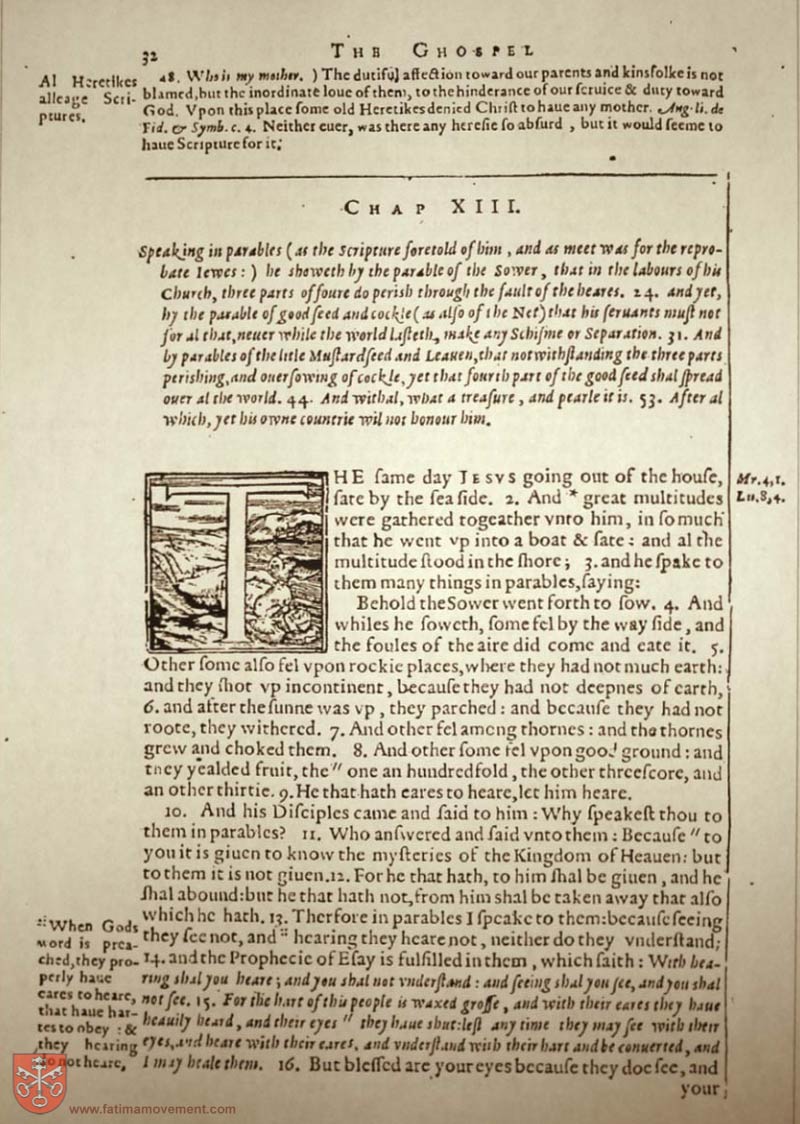 32
THE GHOSPEL
Al Heretikes
alleage Scri-
ptures.
48. Who is my mother. ) The dutiful affection toward our parents and kinsfolke is not
blamed, but the inordinate loue of them, to the hinderance of our seruice & duty toward
God. Vpon this place some old Heretikes denied Christ to haue any mother. Aug. li. de
Fid. & Symb. c. 4. Neither euer, was there any heresie so absurd , but it would seeme to
haue Scripture for it.
CHAP XIII.
Speaking in parables ( as the Scripture foretold of him , and as meet was for the repro-
bate Iewes : ) he sheweth by the parable of the Sower , that in the labours of his
Church, three parts of foure do perish through the fault of the heares. 24. and yet,
by the parable of good seed and cockle ( as also of the Net ) that his seruants must not
for al that, neuer while the world lasteth, make any Schisme or Separation. 31. And
by parables of the litle Mustardseed and Leauen, that notwithstanding the three parts
perishing, and ouersowing of cockle, yet that fourth part of the good seed shal spread
ouer al the world. 44. And withal, what a treasure , and pearle it is. 53. After al
which, yet his owne countrie wil not honour him.
THE same day IESVS going out of the house,
sate by the sea side. 2. And * great multitudes
were gathered togeather vnto him, in so much
that he went vp into a boat & sate : and al the
multitude stood in the shore ; 3. and he spake to
them many things in parables, saying:
Mr. 4, 1.
Lu. 8, 4.
Behold the Sower went forth to sow. 4. And
whiles he soweth, some fel by the way side , and
the foules of the aire did come and eate it. 5.
Other some also fel vpon rockie places, where they had not much earth:
and they shot vp incontinent , because they had not deepnes of earth,
6. and after the sunne was vp , they parched : and because they had not
roote, they withered. 7. And other fel among thornes : and the thornes
grew and choked them. 8. And other some fel vpon good ground : and
they yealded fruit, the " one an hundredfold , the other threescore, and
an other thirtie. 9. He that hath eares to heare, let him heare.
10. And his Disciples came and said to him : Why speakest thou to
them in parables? 11. Who answered and said vnto them : Because " to
you it is giuen to know the mysteries of the Kingdom of Heauen: but
to them it is not giuen. 12. For he that hath, to him shal be giuen , and he
shal abound: but he that hath not, from him shal be taken away that also
which he hath. 13. Therfore in parables I speake to them: because seeing
they see not, and :: hearing they heare not , neither do they vnderstand;
14. and the Prophecie of Esay is fulfilled in them , which saith : With hea-
ring shal you heare ; and you shal not vnderstand : and seeing shal you see, and you shal
not see. 15. For the hart of this people is waxed grosse , and with their eares they haue
heauily heard , and their eyes " they haue shut: lest any time they may see with their
eyes, and heare with their eares, and vnderstand with their hart and be conuerted, and
I may heale them. 16. But blessed are your eyes because they doe see, and
your
:: When Gods
word is prea-
ched, they pro-
perly haue
eares to heare,
that haue har-
tes to obey : &
they hearing
do not heare,
www.fatimamovement.com